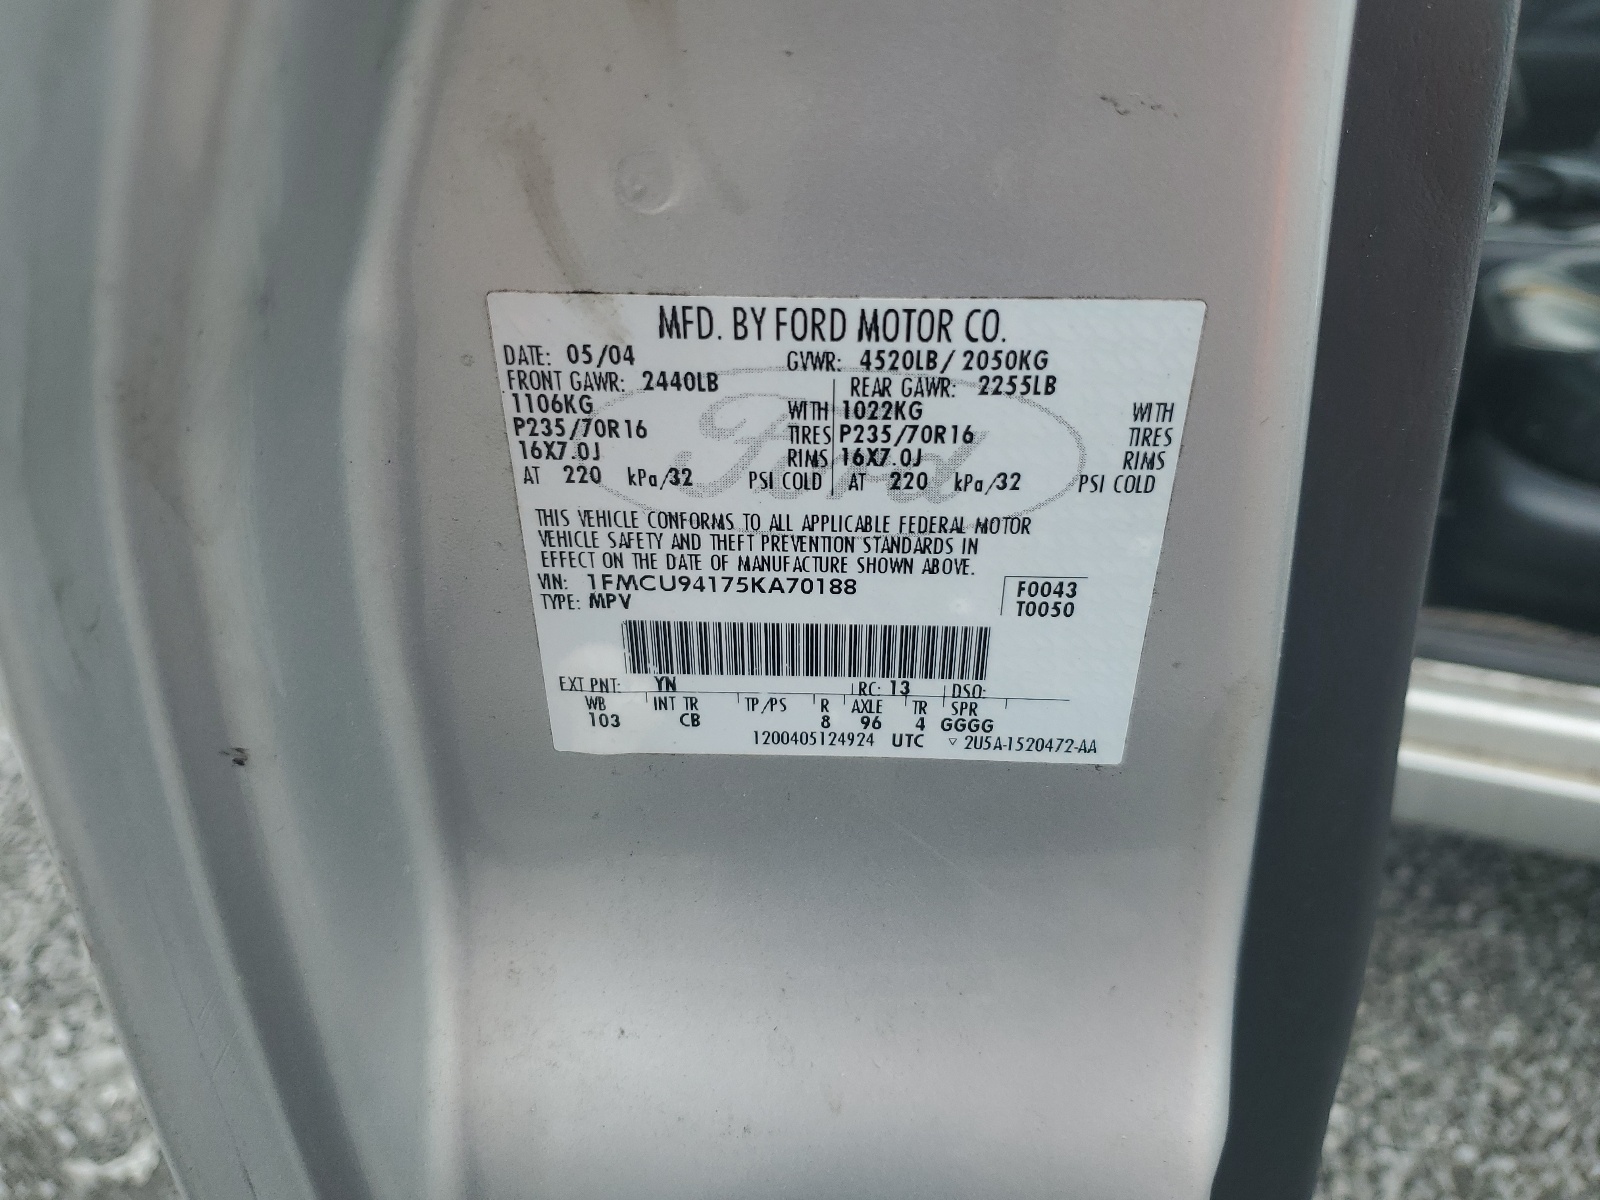 MFD. BY FORD MOTOR CO.
DATE: 05/04 GVWR: 4520LB/ 2050KG
FRONT GAWR: 2440LB REAR GAWR: 2255LB
1106KG WITH 1022KG WITH
P235/70R16 TIRES P235/70R16 TIRES
16X7.0J RIMS 16X7.0J RIMS
AT 220 kPa/32 PSI COLD AT 220 kPa/32 PSI COLD
Ford
THIS VEHICLE CONFORMS TO ALL APPLICABLE FEDERAL MOTOR
VEHICLE SAFETY AND THEFT PREVENTION STANDARDS IN
EFFECT ON THE DATE OF MANUFACTURE SHOWN ABOVE.
VIN: 1FMCU94175KA70188 F0043
TYPE: MPV T0050
EXT PNT: YN RC: 13 DSO:
WB INT TR TP/PS R AXLE TR SPR
103 CB 8 96 4 GGGG
1200405124924 UTC ▽ 2U5A-1520472-AA